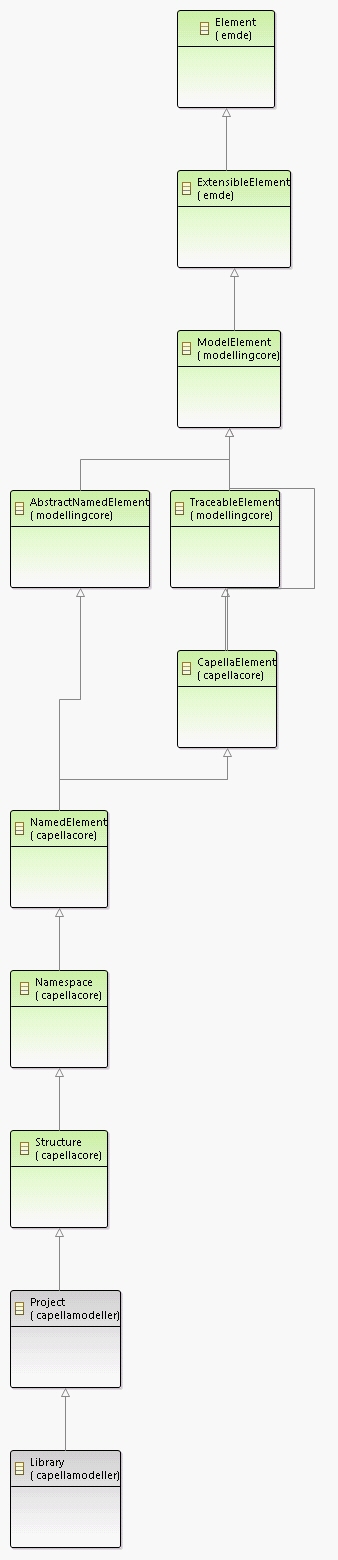 Element
( emde)
ExtensibleElement
( emde)
ModelElement
( modellingcore)
AbstractNamedElement
( modellingcore)
TraceableElement
( modellingcore)
CapellaElement
( capellacore)
NamedElement
( capellacore)
Namespace
( capellacore)
Structure
( capellacore)
Project
( capellamodeller)
Library
( capellamodeller)